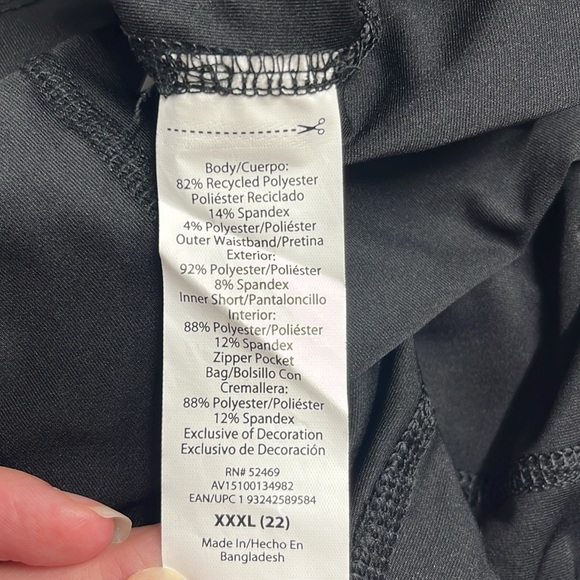 Body/Cuerpo:
82% Recycled Polyester
Poliéster Reciclado
14% Spandex
4% Polyester/Poliéster
Outer Waistband/Pretina
Exterior:
92% Polyester/Poliéster
8% Spandex
Inner Short/Pantaloncillo
Interior:
88% Polyester/Poliéster
12% Spandex
Zipper Pocket
Bag/Bolsillo Con
Cremallera:
88% Polyester/Poliéster
12% Spandex
Exclusive of Decoration
Exclusivo de Decoración
RN# 52469
AV15100134982
EAN/UPC 1 93242589584
XXXL (22)
Made In/Hecho En
Bangladesh